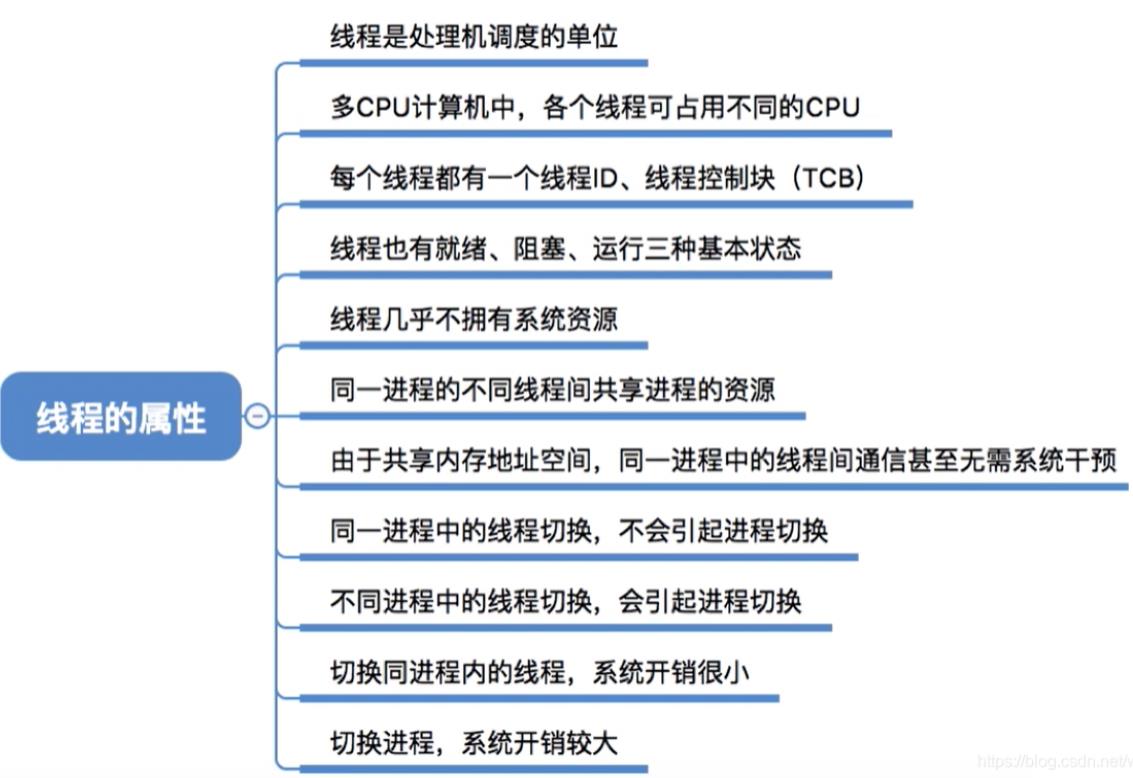 线程是处理机调度的单位
多CPU计算机中，各个线程可占用不同的CPU
每个线程都有一个线程ID、线程控制块（TCB）
线程也有就绪、阻塞、运行三种基本状态
线程几乎不拥有系统资源
同一进程的不同线程间共享进程的资源
线程的属性
由于共享内存地址空间，同一进程中的线程间通信甚至无需系统干预
同一进程中的线程切换，不会引起进程切换
不同进程中的线程切换，会引起进程切换
切换同进程内的线程，系统开销很小
切换进程，系统开销较大
https://blog.csdn.net/v